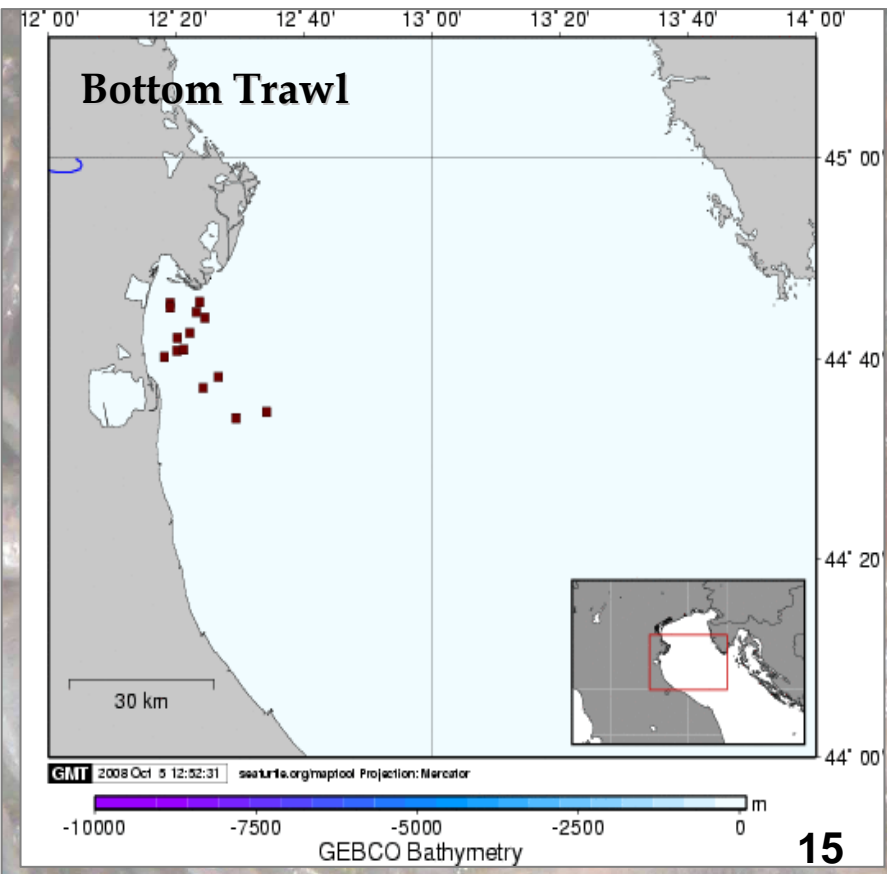 12° 00' 12° 20' 12° 40' 13° 00' 13° 20' 13° 40' 14° 00'
Bottom Trawl
45° 00'
44° 40'
44° 20'
30 km
44° 00'
GMT 2008 Oct 5 12:52:31 seaturtle.org/maptool Projection: Mercator
m
-10000 -7500 -5000 -2500 0
GEBCO Bathymetry
15